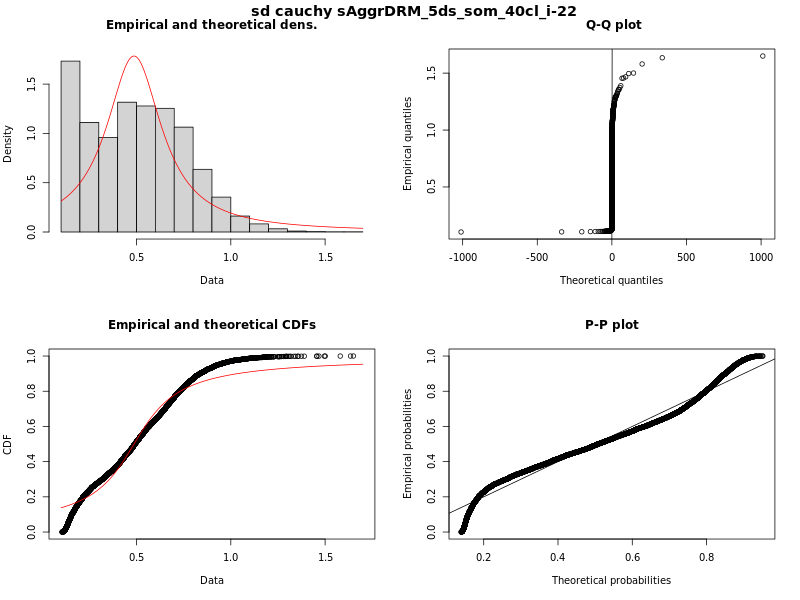 sd cauchy sAggrDRM_5ds_som_40cl_i-22
Empirical and theoretical dens.
Density
0.0 0.5 1.0 1.5
0.5 1.0 1.5
Data
Q-Q plot
Empirical quantiles
0.5 1.0 1.5
-1000 -500 0 500 1000
Theoretical quantiles
Empirical and theoretical CDFs
CDF
0.0 0.2 0.4 0.6 0.8 1.0
0.5 1.0 1.5
Data
P-P plot
Empirical probabilities
0.0 0.2 0.4 0.6 0.8 1.0
0.2 0.4 0.6 0.8
Theoretical probabilities